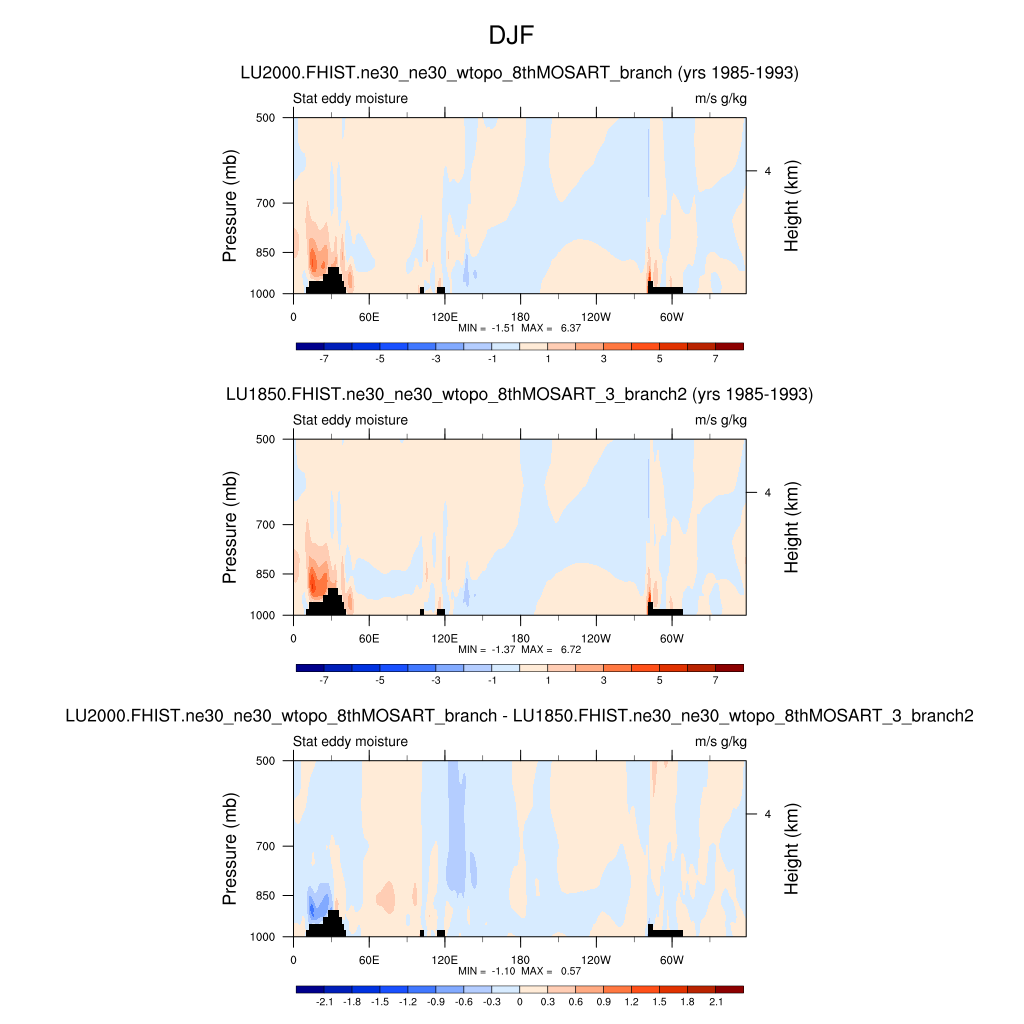 DJF
LU2000.FHIST.ne30_ne30_wtopo_8thMOSART_branch (yrs 1985-1993)
Stat eddy moisture m/s g/kg
500
700
850
1000
Pressure (mb)
4
Height (km)
0 60E 120E 180 120W 60W
MIN = -1.51 MAX = 6.37
-7 -5 -3 -1 1 3 5 7
LU1850.FHIST.ne30_ne30_wtopo_8thMOSART_3_branch2 (yrs 1985-1993)
Stat eddy moisture m/s g/kg
500
700
850
1000
Pressure (mb)
4
Height (km)
0 60E 120E 180 120W 60W
MIN = -1.37 MAX = 6.72
-7 -5 -3 -1 1 3 5 7
LU2000.FHIST.ne30_ne30_wtopo_8thMOSART_branch - LU1850.FHIST.ne30_ne30_wtopo_8thMOSART_3_branch2
Stat eddy moisture m/s g/kg
500
700
850
1000
Pressure (mb)
4
Height (km)
0 60E 120E 180 120W 60W
MIN = -1.10 MAX = 0.57
-2.1 -1.8 -1.5 -1.2 -0.9 -0.6 -0.3 0 0.3 0.6 0.9 1.2 1.5 1.8 2.1